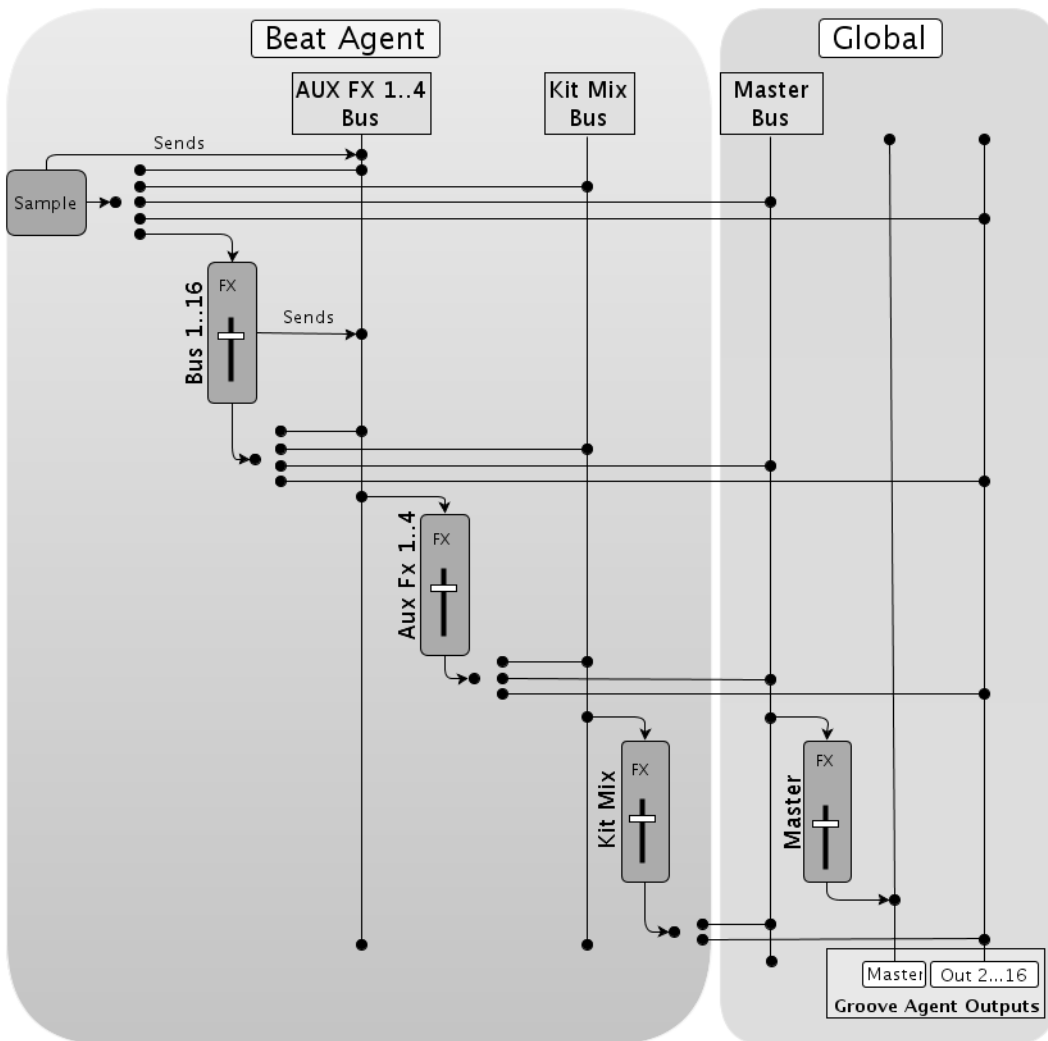 Beat Agent
Global
AUX FX 1..4
Bus
Kit Mix
Bus
Master
Bus
Sends
Sample
FX
Bus 1..16
Sends
FX
Aux Fx 1..4
FX
Kit Mix
FX
Master
Master
Out 2...16
Groove Agent Outputs